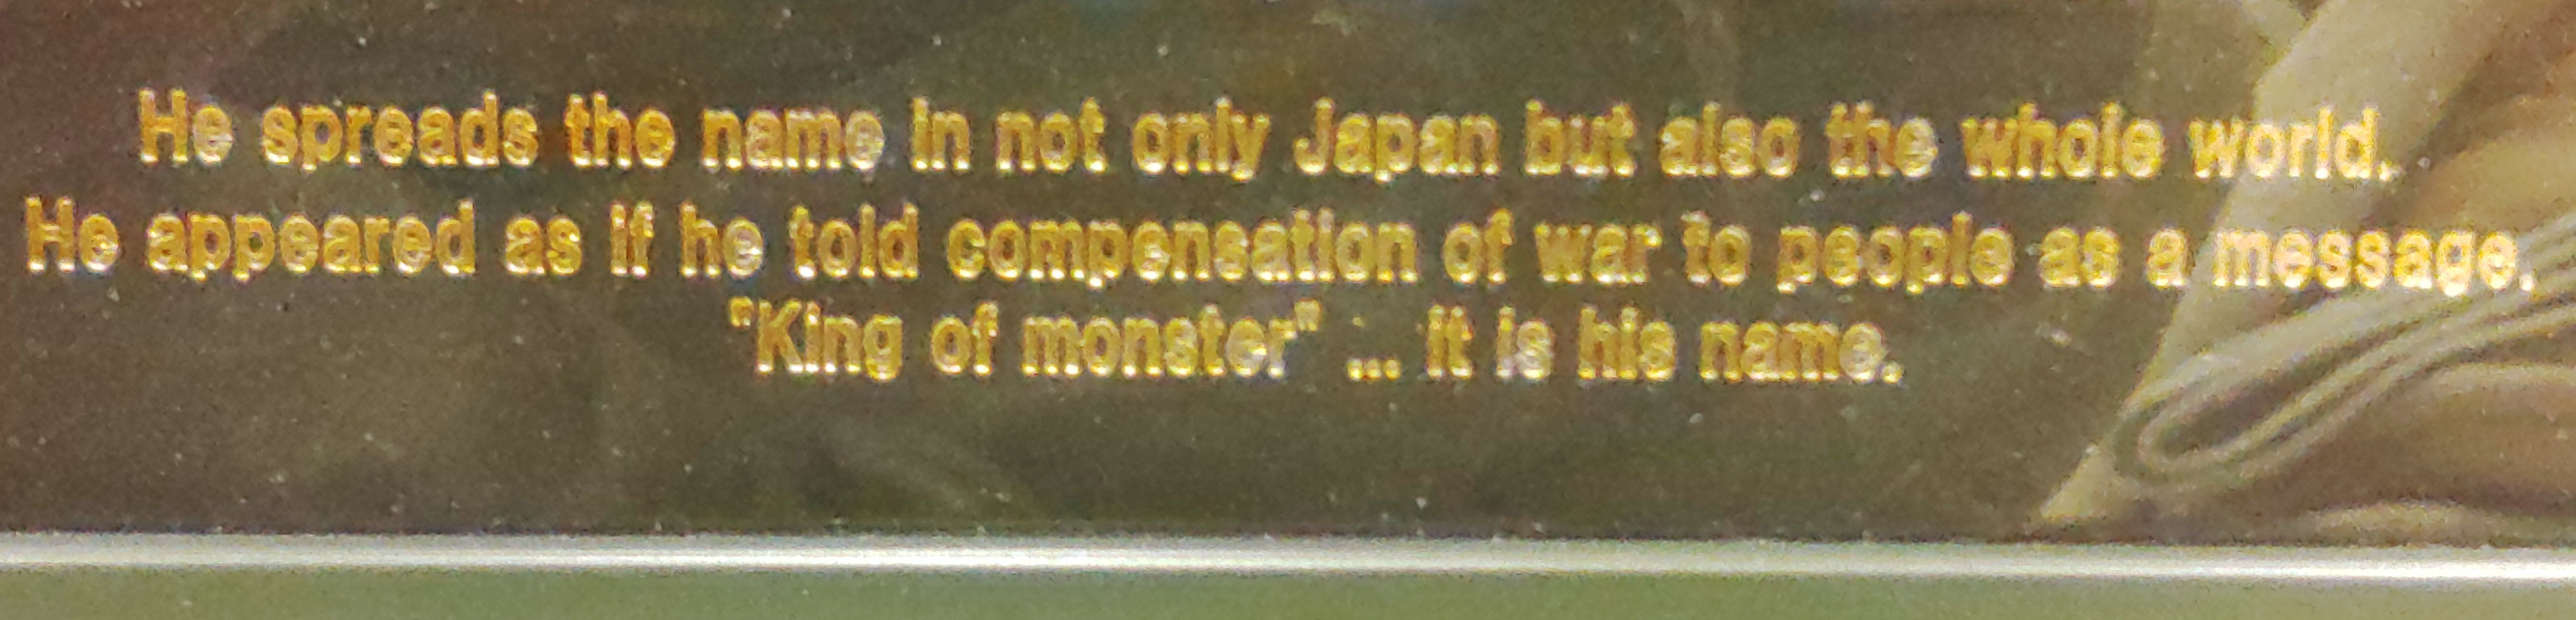 He spreads the name in not only Japan but also the whole world.
He appeared as if he told compensation of war to people as a message.
"King of monster" ... it is his name.